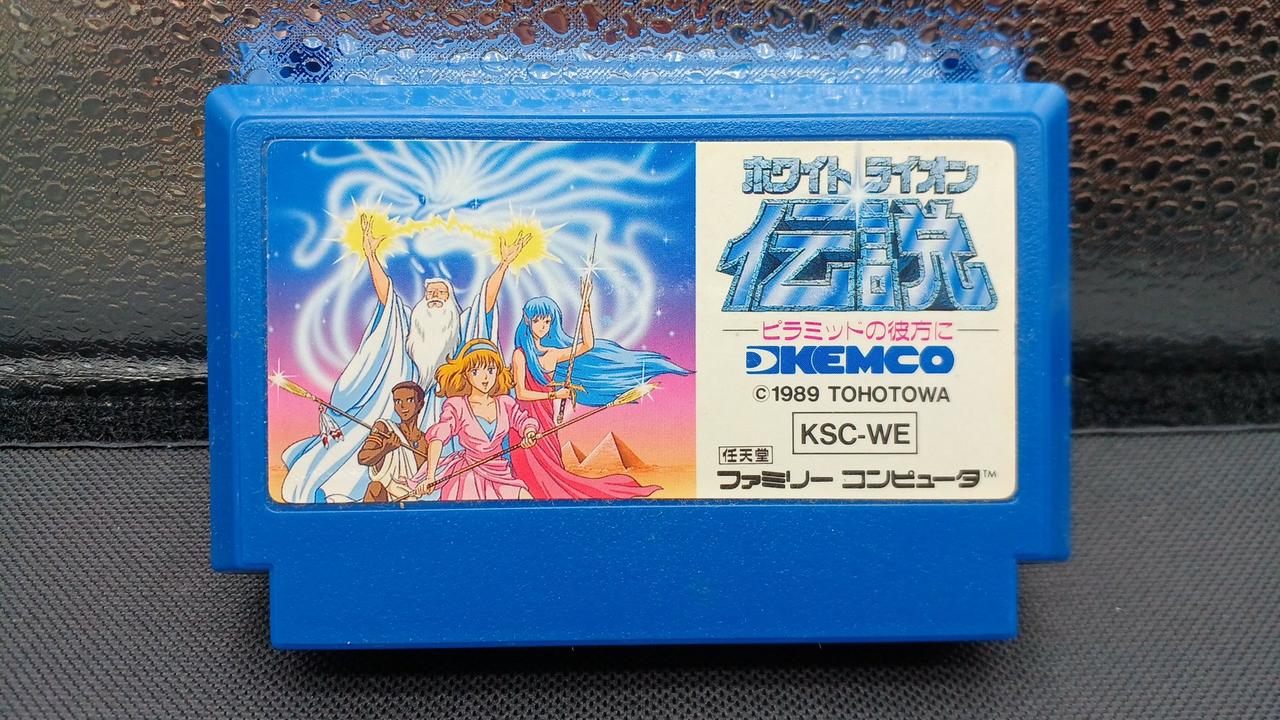 ホワイト ライオン
伝説
ピラミッドの彼方に
KEMCO
©1989 TOHOTOWA
KSC-WE
任天堂
ファミリー コンピュータ™